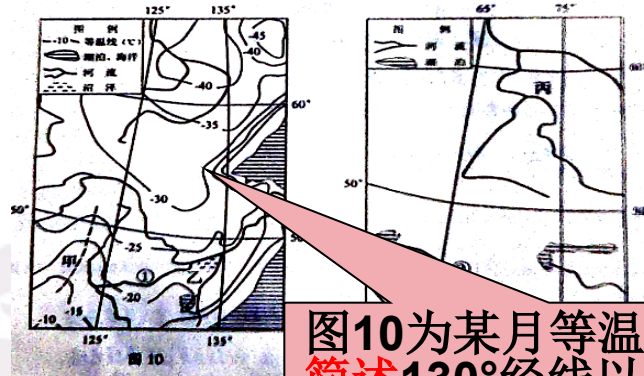 125° 135°
图 例
-10 等温线(℃)
湖泊、海洋
河 流
沼 泽
-45
-40
-40
60°
-35
-30
50°
-25
甲
①
乙
-20
-15
-10
125°
135°
图 10
65° 75°
图 例
河 流
湖 泊
丙
50°
图10为某月等温
简述130°经线以